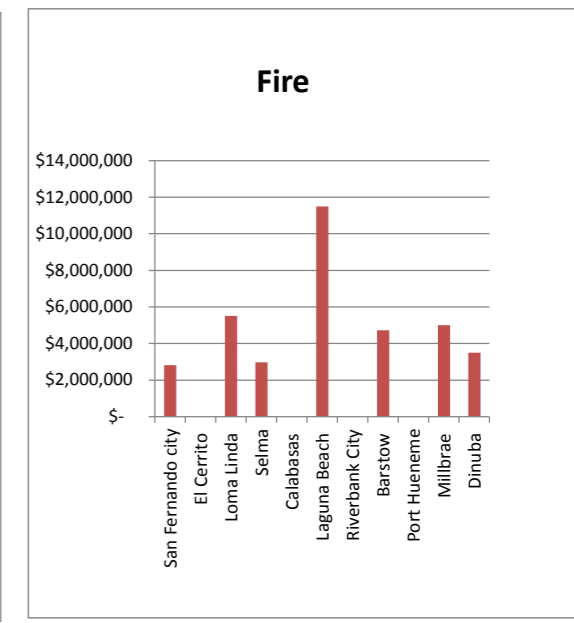 Fire
$14,000,000
$12,000,000
$10,000,000
$8,000,000
$6,000,000
$4,000,000
$2,000,000
$-
San Fernando city
El Cerrito
Loma Linda
Selma
Calabasas
Laguna Beach
Riverbank City
Barstow
Port Hueneme
Millbrae
Dinuba